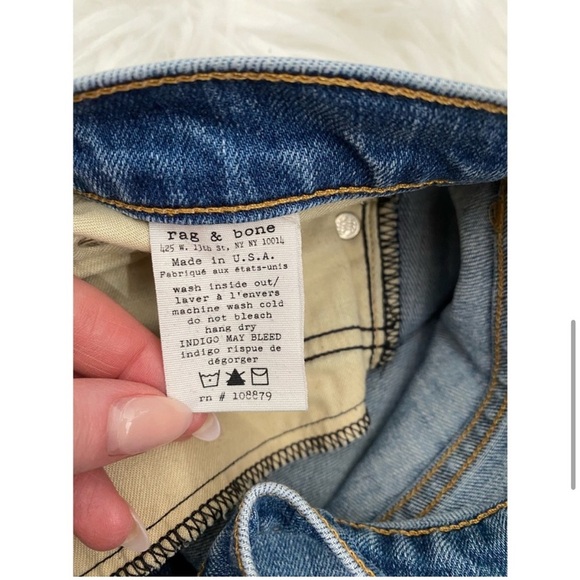 rag & bone
425 W. 13th St, NY NY 10014
Made in U.S.A.
Fabriqué aux états-unis
wash inside out/
laver à l'envers
machine wash cold
do not bleach
hang dry
INDIGO MAY BLEED
indigo rispue de
dégorger
rn # 108879